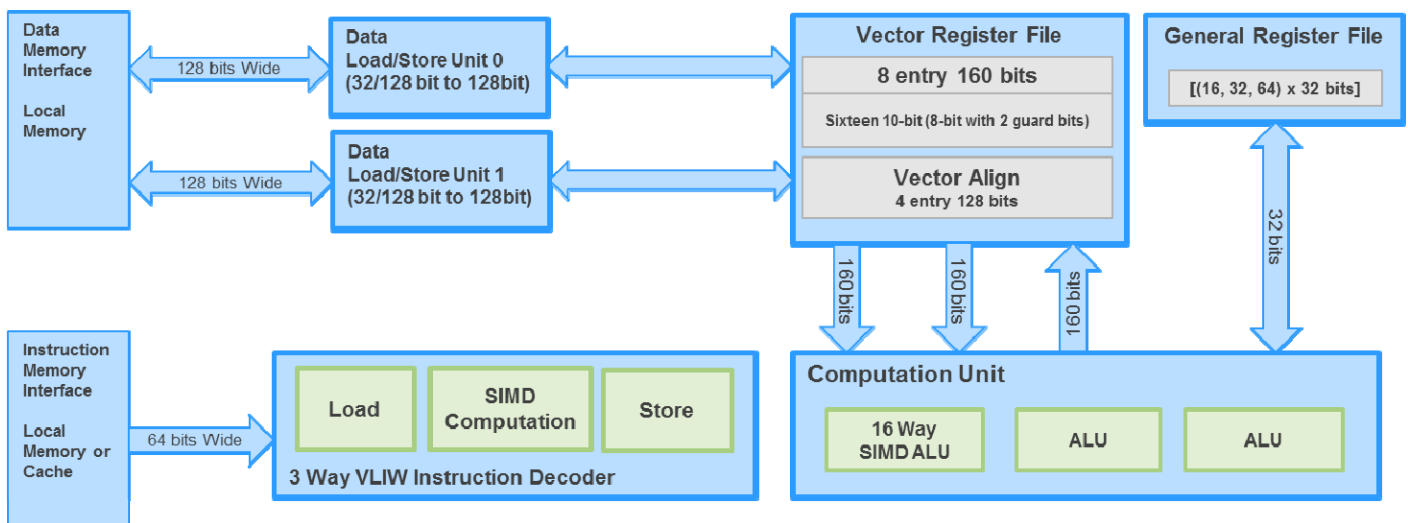 Data
Memory
Interface
Local
Memory
128 bits Wide
128 bits Wide
Data
Load/Store Unit 0
(32/128 bit to 128bit)
Data
Load/Store Unit 1
(32/128 bit to 128bit)
Vector Register File
8 entry 160 bits
Sixteen 10-bit (8-bit with 2 guard bits)
Vector Align
4 entry 128 bits
General Register File
[(16, 32, 64) x 32 bits]
160 bits
160 bits
160 bits
32 bits
Instruction
Memory
Interface
Local
Memory or
Cache
64 bits Wide
Load
SIMD
Computation
Store
3 Way VLIW Instruction Decoder
Computation Unit
16 Way
SIMD ALU
ALU
ALU